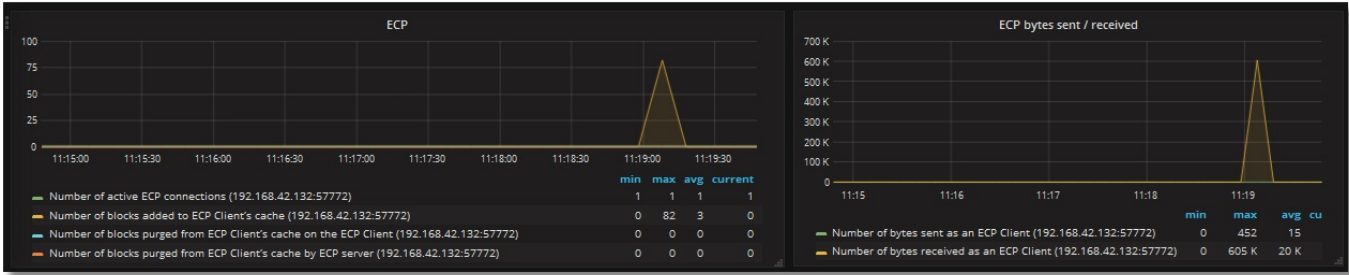 ECP
100
75
50
25
0
11:15:00 11:15:30 11:16:00 11:16:30 11:17:00 11:17:30 11:18:00 11:18:30 11:19:00 11:19:30
min max avg current
Number of active ECP connections (192.168.42.132:57772) 1 1 1 1
Number of blocks added to ECP Client's cache (192.168.42.132:57772) 0 82 3 0
Number of blocks purged from ECP Client's cache on the ECP Client (192.168.42.132:57772) 0 0 0 0
Number of blocks purged from ECP Client's cache by ECP server (192.168.42.132:57772) 0 0 0 0
ECP bytes sent / received
700 K
600 K
500 K
400 K
300 K
200 K
100 K
0
11:15 11:16 11:17 11:18 11:19
min max avg cu
Number of bytes sent as an ECP Client (192.168.42.132:57772) 0 452 15
Number of bytes received as an ECP Client (192.168.42.132:57772) 0 605 K 20 K